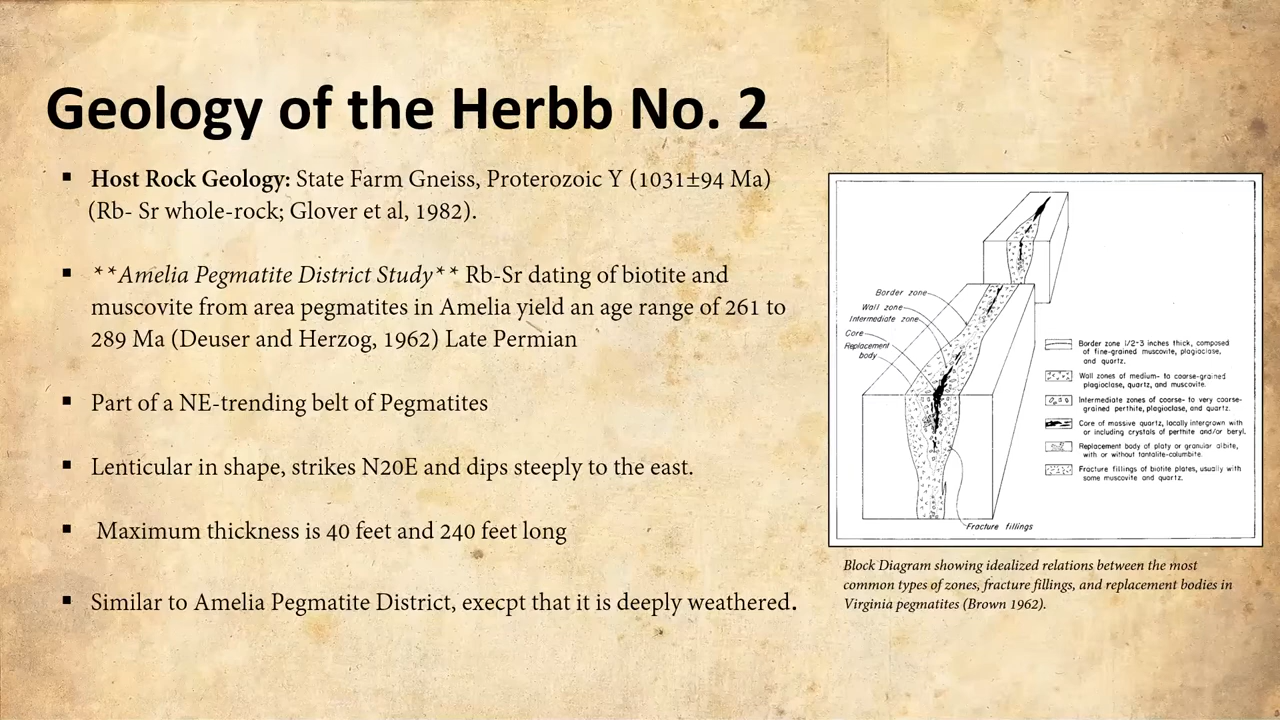 Geology of the Herbb No. 2
▪ Host Rock Geology: State Farm Gneiss, Proterozoic Y (1031±94 Ma)
(Rb- Sr whole-rock; Glover et al, 1982).
▪ **Amelia Pegmatite District Study** Rb-Sr dating of biotite and
muscovite from area pegmatites in Amelia yield an age range of 261 to
289 Ma (Deuser and Herzog, 1962) Late Permian
▪ Part of a NE-trending belt of Pegmatites
▪ Lenticular in shape, strikes N20E and dips steeply to the east.
▪ Maximum thickness is 40 feet and 240 feet long
▪ Similar to Amelia Pegmatite District, execpt that it is deeply weathered.
Border zone
Wall zone
Intermediate zone
Core
Replacement
body
Fracture fillings
Border zone 1/2-3 inches thick, composed
of fine-grained muscovite, plagioclase,
and quartz.
Wall zones of medium- to coarse-grained
plagioclase, quartz, and muscovite.
Intermediate zones of coarse- to very coarse-
grained perthite, plagioclase, and quartz.
Core of massive quartz, locally intergrown with
or including crystals of perthite and/or beryl.
Replacement body of platy or granular albite,
with or without tantalite-columbite.
Fracture fillings of biotite plates, usually with
some muscovite and quartz.
Block Diagram showing idealized relations between the most
common types of zones, fracture fillings, and replacement bodies in
Virginia pegmatites (Brown 1962).